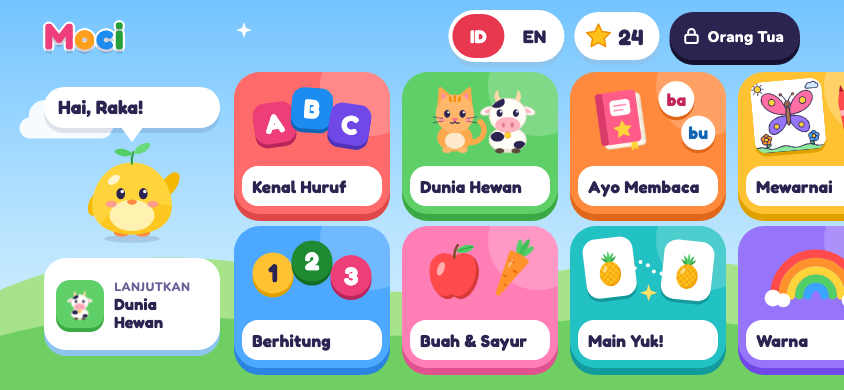 Moci
ID
EN
24
Orang Tua
Hai, Raka!
LANJUTKAN
Dunia
Hewan
A
B
C
Kenal Huruf
Dunia Hewan
ba
bu
Ayo Membaca
Mewarnai
1
2
3
Berhitung
Buah & Sayur
Main Yuk!
Warna